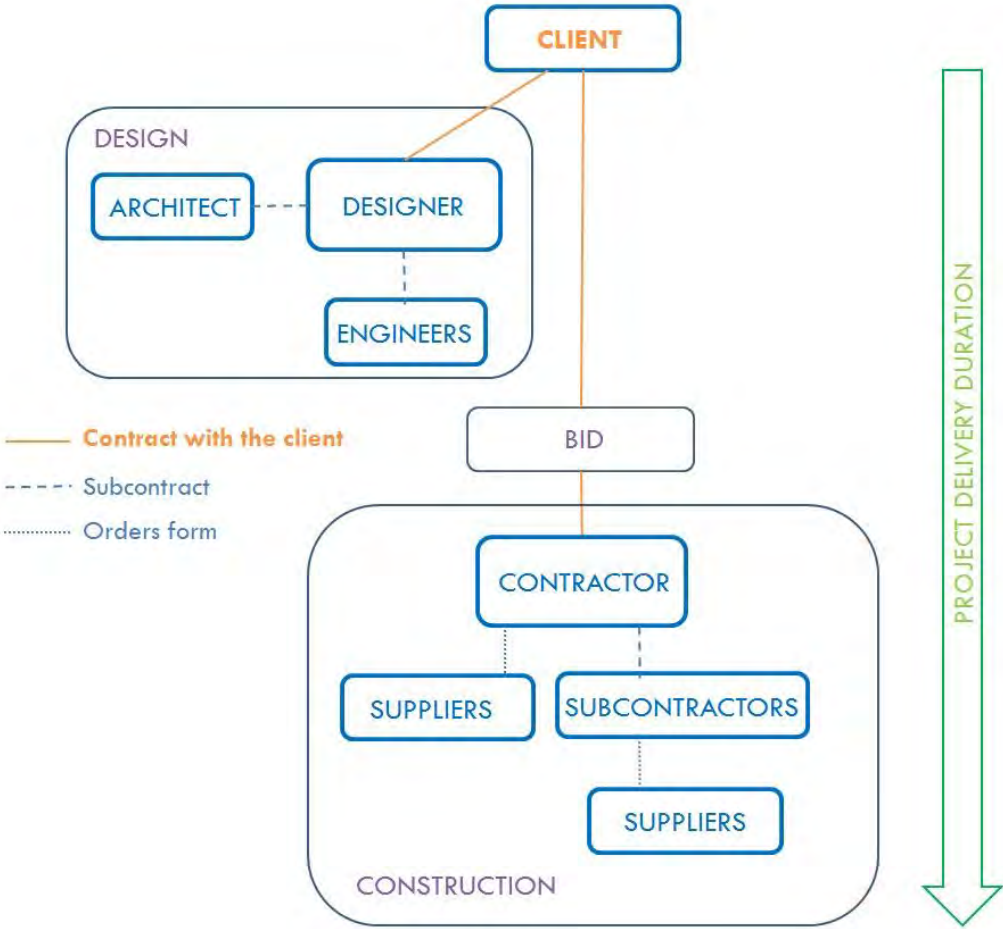 CLIENT
DESIGN
ARCHITECT
DESIGNER
ENGINEERS
Contract with the client
Subcontract
Orders form
BID
CONTRACTOR
SUPPLIERS
SUBCONTRACTORS
SUPPLIERS
CONSTRUCTION
PROJECT DELIVERY DURATION